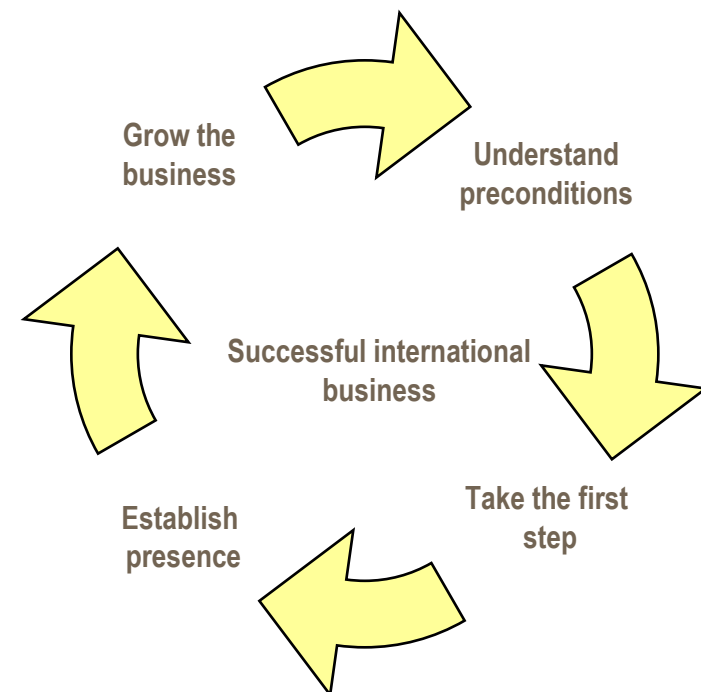 Grow the
business
Understand
preconditions
Successful international
business
Take the first
step
Establish
presence